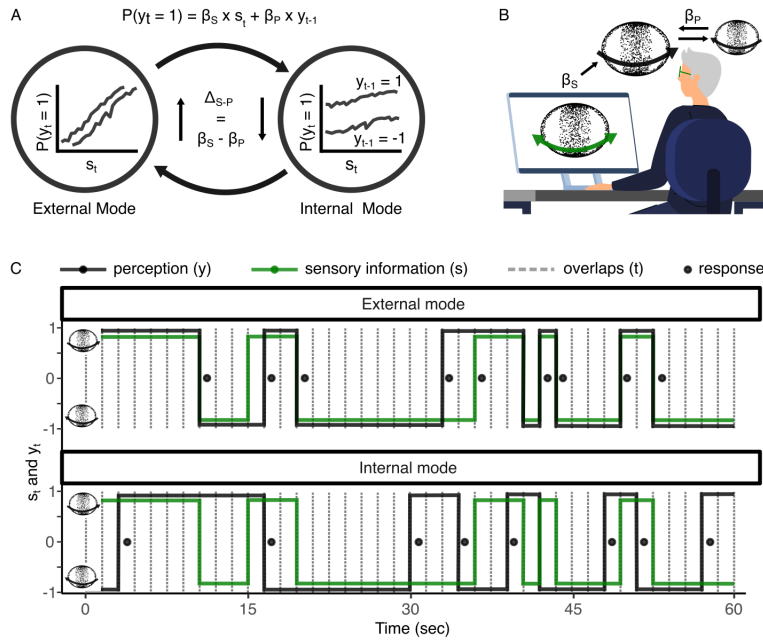 A
P(yt = 1) = βS x st + βP x yt-1
P(yt = 1)
st
External Mode
ΔS-P
=
βS - βP
P(yt = 1)
yt-1 = 1
yt-1 = -1
st
Internal Mode
B
βP
βS
C
perception (y)
sensory information (s)
overlaps (t)
response
External mode
1
0
-1
st and yt
Internal mode
1
0
-1
0
15
30
45
60
Time (sec)